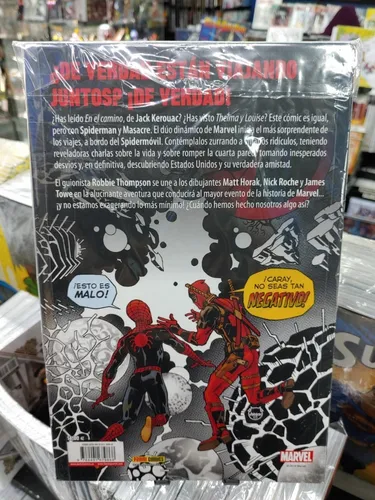 ¡DE VERDAD ESTÁN VIAJANDO
JUNTOS? ¡DE VERDAD!
¿Has leído En el camino, de Jack Kerouac? ¿Has visto Thelma y Louise? Este cómic es igual,
pero con Spiderman y Masacre. El dúo dinámico de Marvel inicia el más sorprendente de
los viajes, a bordo del Spidermóvil. Contémplalos zurrando a villanos ridículos, teniendo
reveladoras charlas sobre la vida y sobre romper la cuarta pared, tomando inesperados
desvíos y, en definitiva, descubriendo Estados Unidos y su verdadera amistad.
El guionista Robbie Thompson se une a los dibujantes Matt Horak, Nick Roche y James
Towe en la alucinante aventura que conducirá al mayor evento de la historia de Marvel...
¡y no estamos exagerando lo más mínimo! ¿Cuándo hemos hecho nosotros algo así?
¡ESTO ES
MALO!
¡CARAY,
NO SEAS TAN
NEGATIVO!
PANINI COMICS
MARVEL